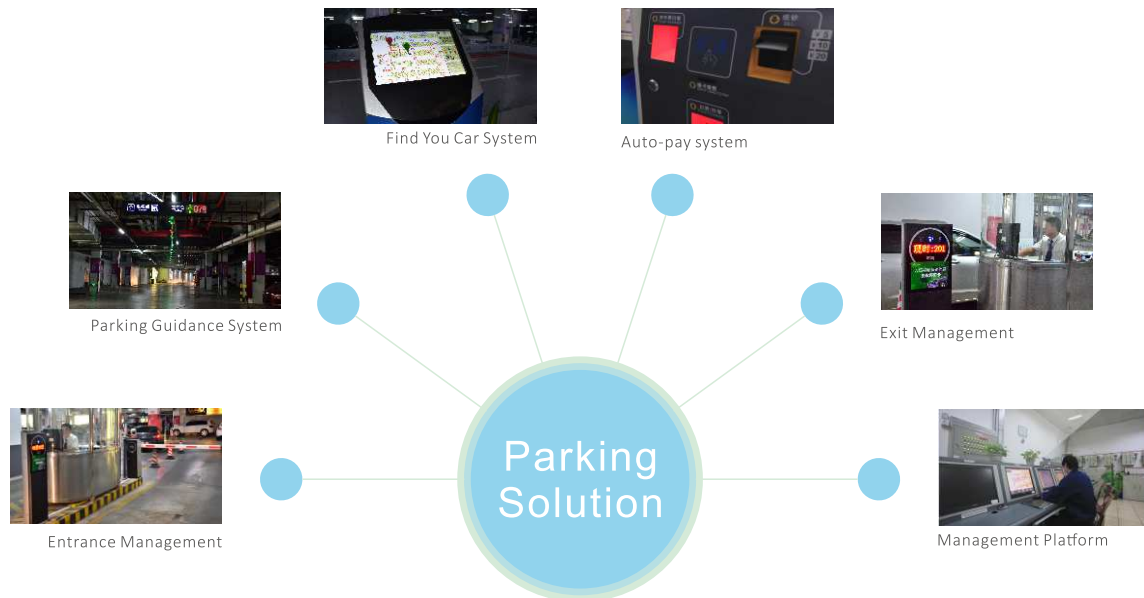 Find You Car System
Auto-pay system
Parking Guidance System
Exit Management
Parking
Solution
Entrance Management
Management Platform